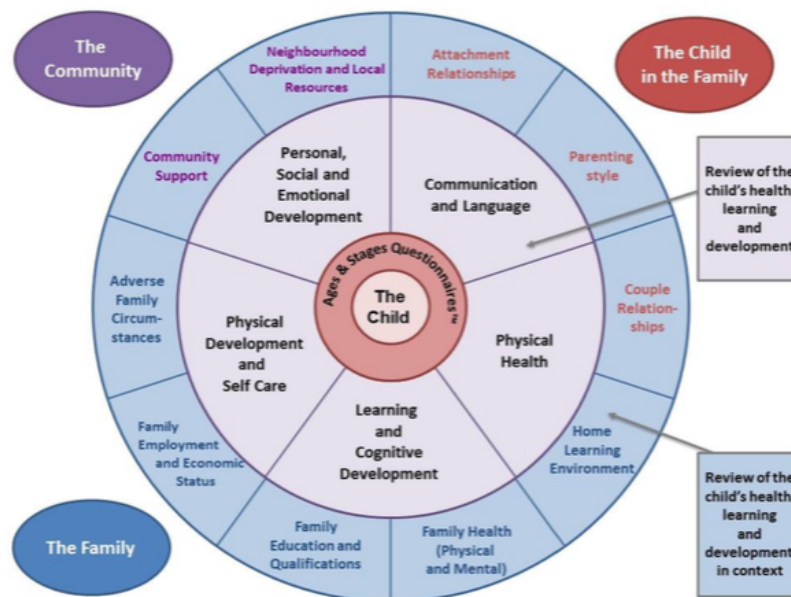 The
Community
Neighbourhood
Deprivation and Local
Resources
Attachment
Relationships
The Child
in the Family
Community
Support
Personal,
Social and
Emotional
Development
Communication
and Language
Parenting
style
Review of the
child's health
learning
and
development
Ages & Stages Questionnaires™
The
Child
Adverse
Family
Circum-
stances
Physical
Development
and
Self Care
Physical
Health
Couple
Relation-
ships
Learning
and
Cognitive
Development
Family
Employment
and Economic
Status
Home
Learning
Environment
Review of the
child's health
learning
and
development
in context
The Family
Family
Education and
Qualifications
Family Health
(Physical
and Mental)